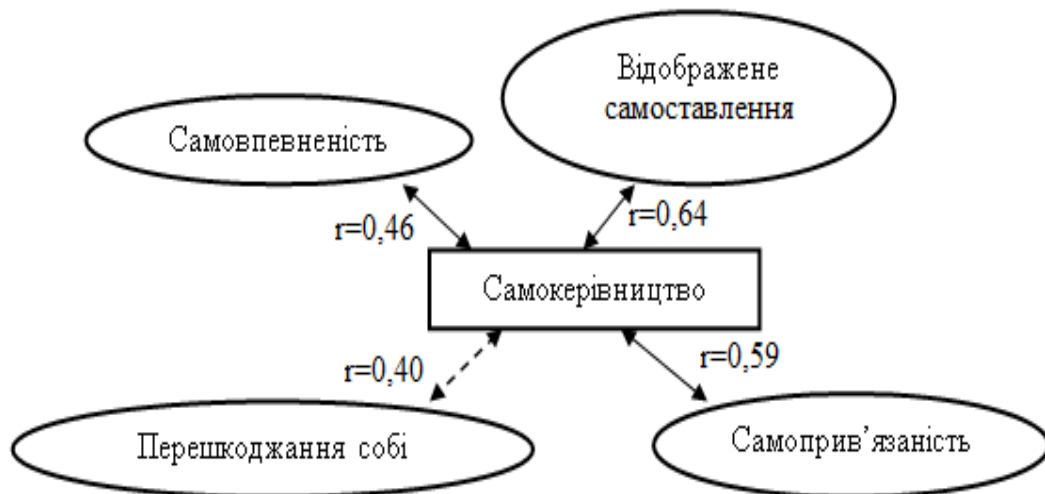 Відображене
самоставлення
Самовпевненість
r=0,46
r=0,64
Самокерівництво
r=0,40
r=0,59
Перешкоджання собі
Самоприв’язаність